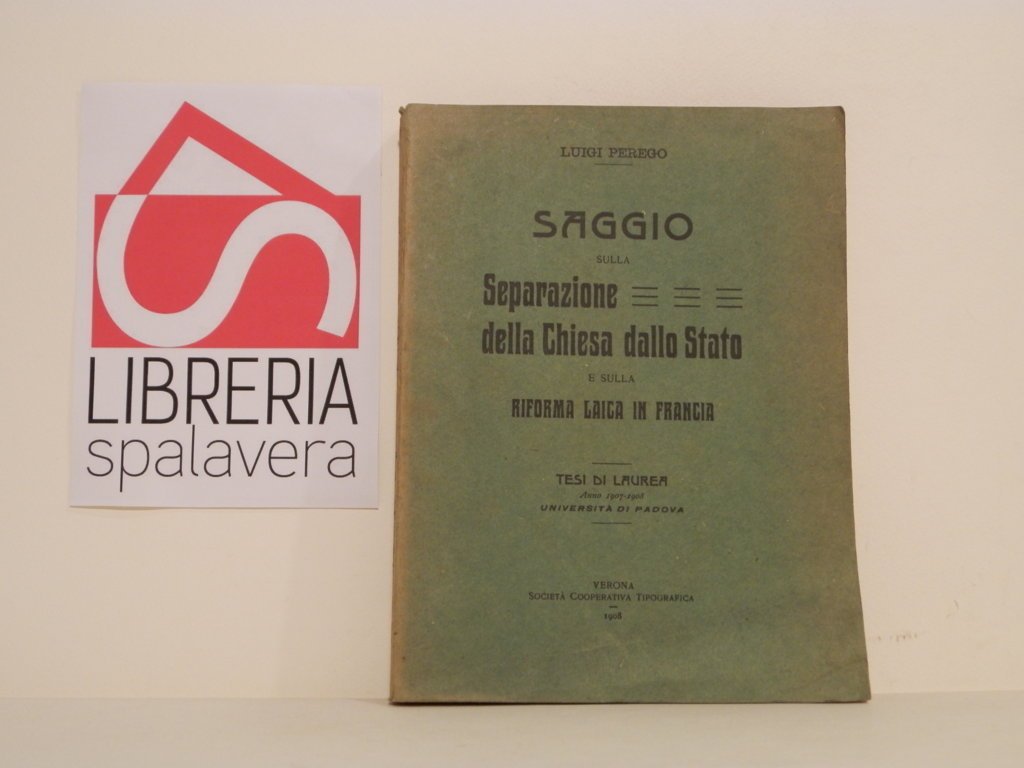 LIBRERIA
spalavera
LUIGI PEREGO
SAGGIO
SULLA
Separazione
della Chiesa dallo Stato
E SULLA
RIFORMA LAICA IN FRANCIA
TESI DI LAUREA
Anno 1907-1908
UNIVERSITÀ DI PADOVA
VERONA
SOCIETÀ COOPERATIVA TIPOGRAFICA
1908